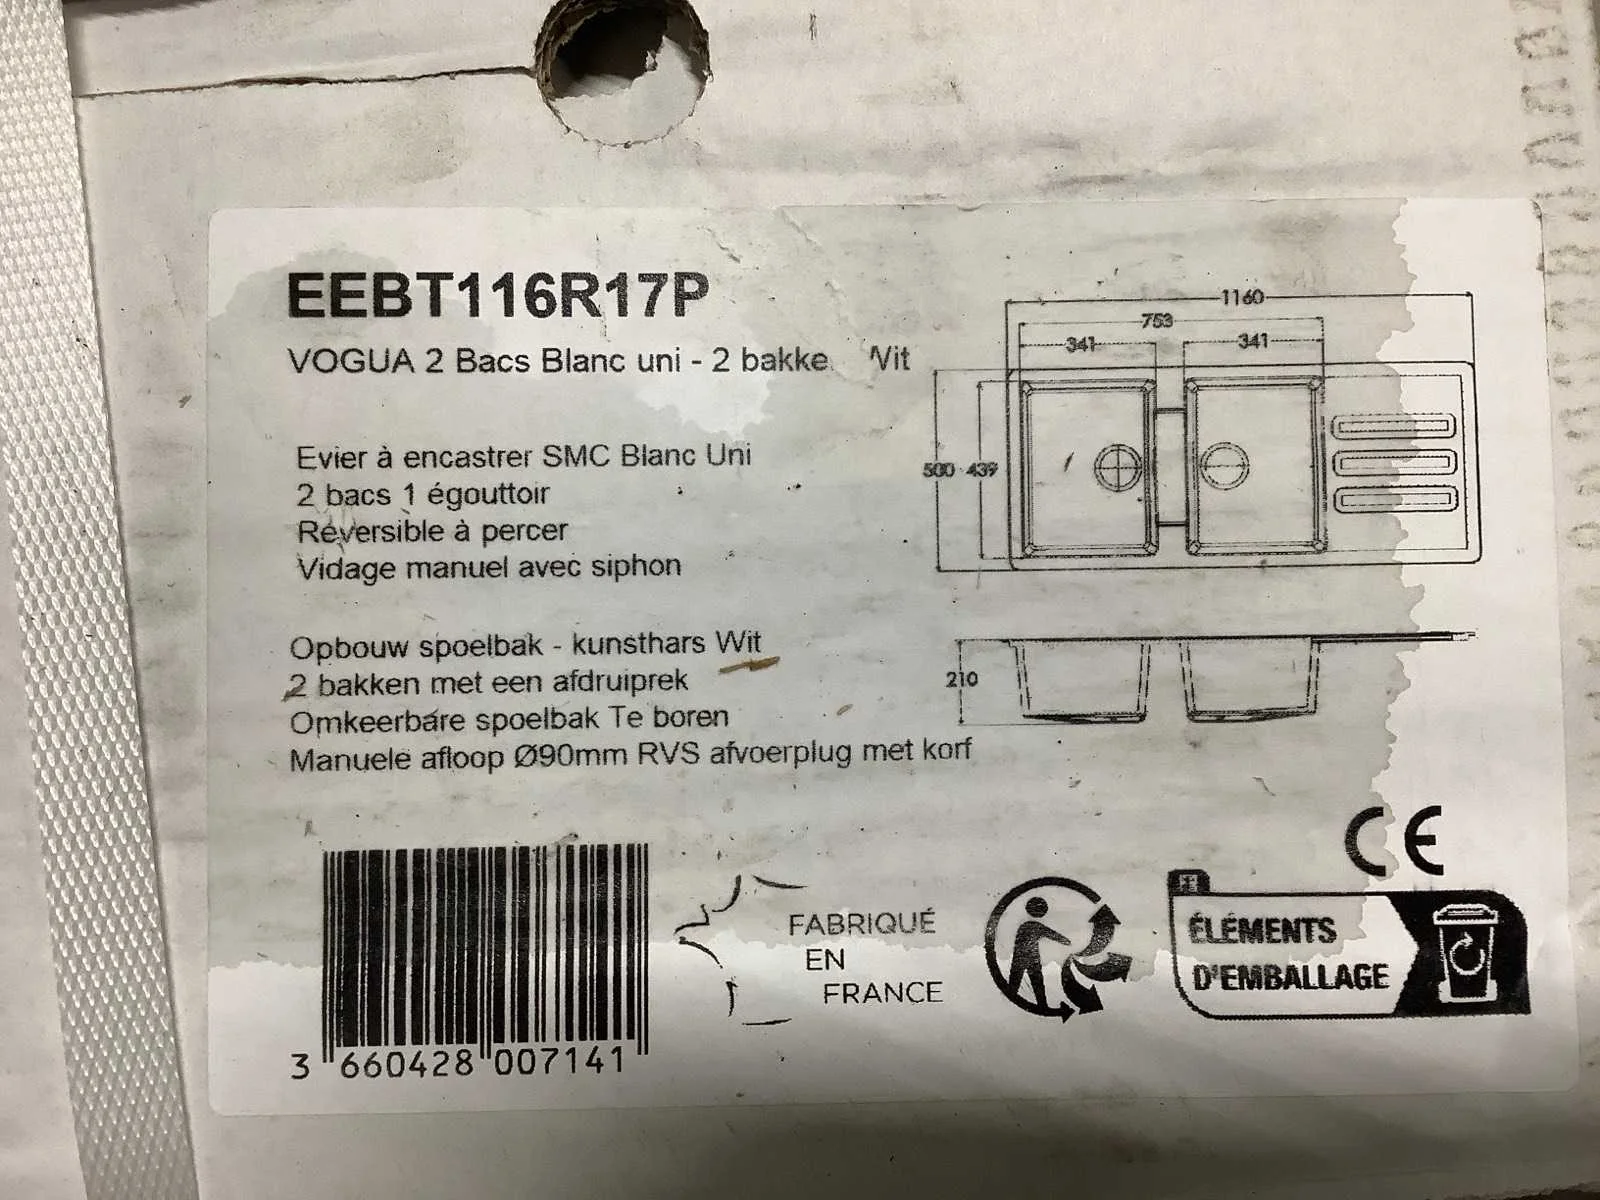 EEBT116R17P
VOGUA 2 Bacs Blanc uni - 2 bakke
Evier à encastrer SMC Blanc Uni
2 bacs 1 égouttoir
Réversible à percer
Vidage manuel avec siphon
Opbouw spoelbak - kunsthars Wit
2 bakken met een afdruiprek
Omkeerbare spoelbak Te boren
Manuele afloop Ø90mm RVS afvoerplug met korf
1160
753
341 341
500 439
210
CE
FABRIQUÉ
EN
FRANCE
ÉLÉMENTS
D'EMBALLAGE
3 660428 007141